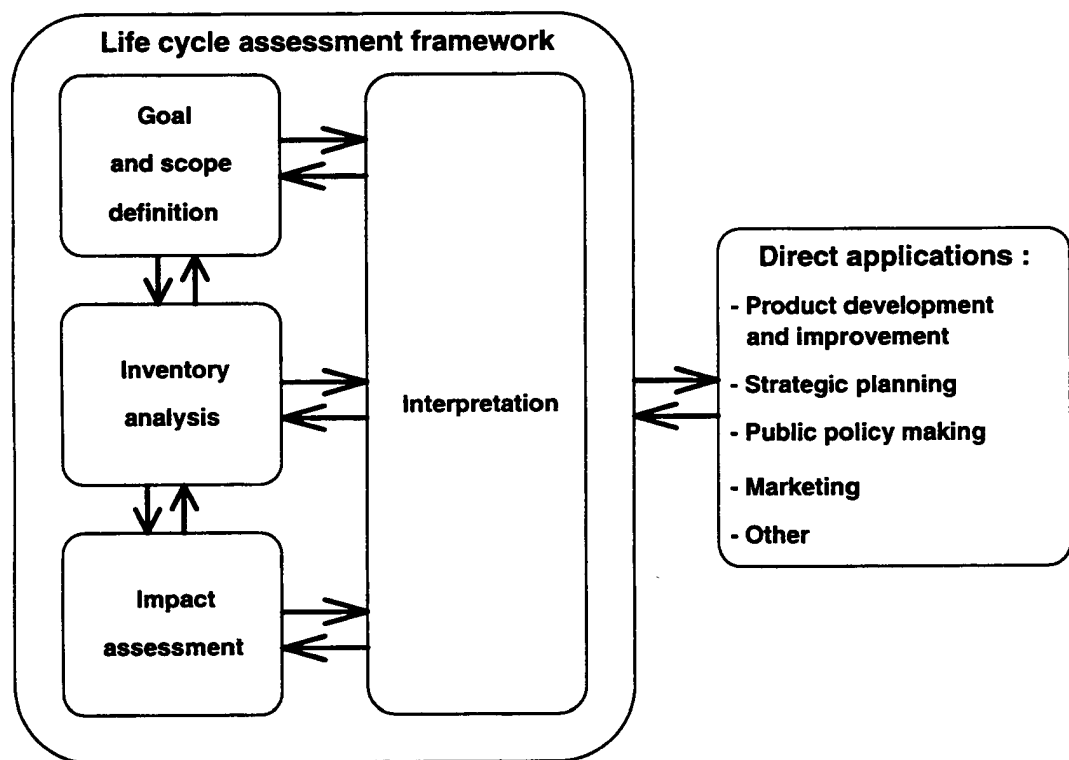 Life cycle assessment framework
Goal
and scope
definition
Inventory
analysis
Impact
assessment
Interpretation
Direct applications :
- Product development
and improvement
- Strategic planning
- Public policy making
- Marketing
- Other